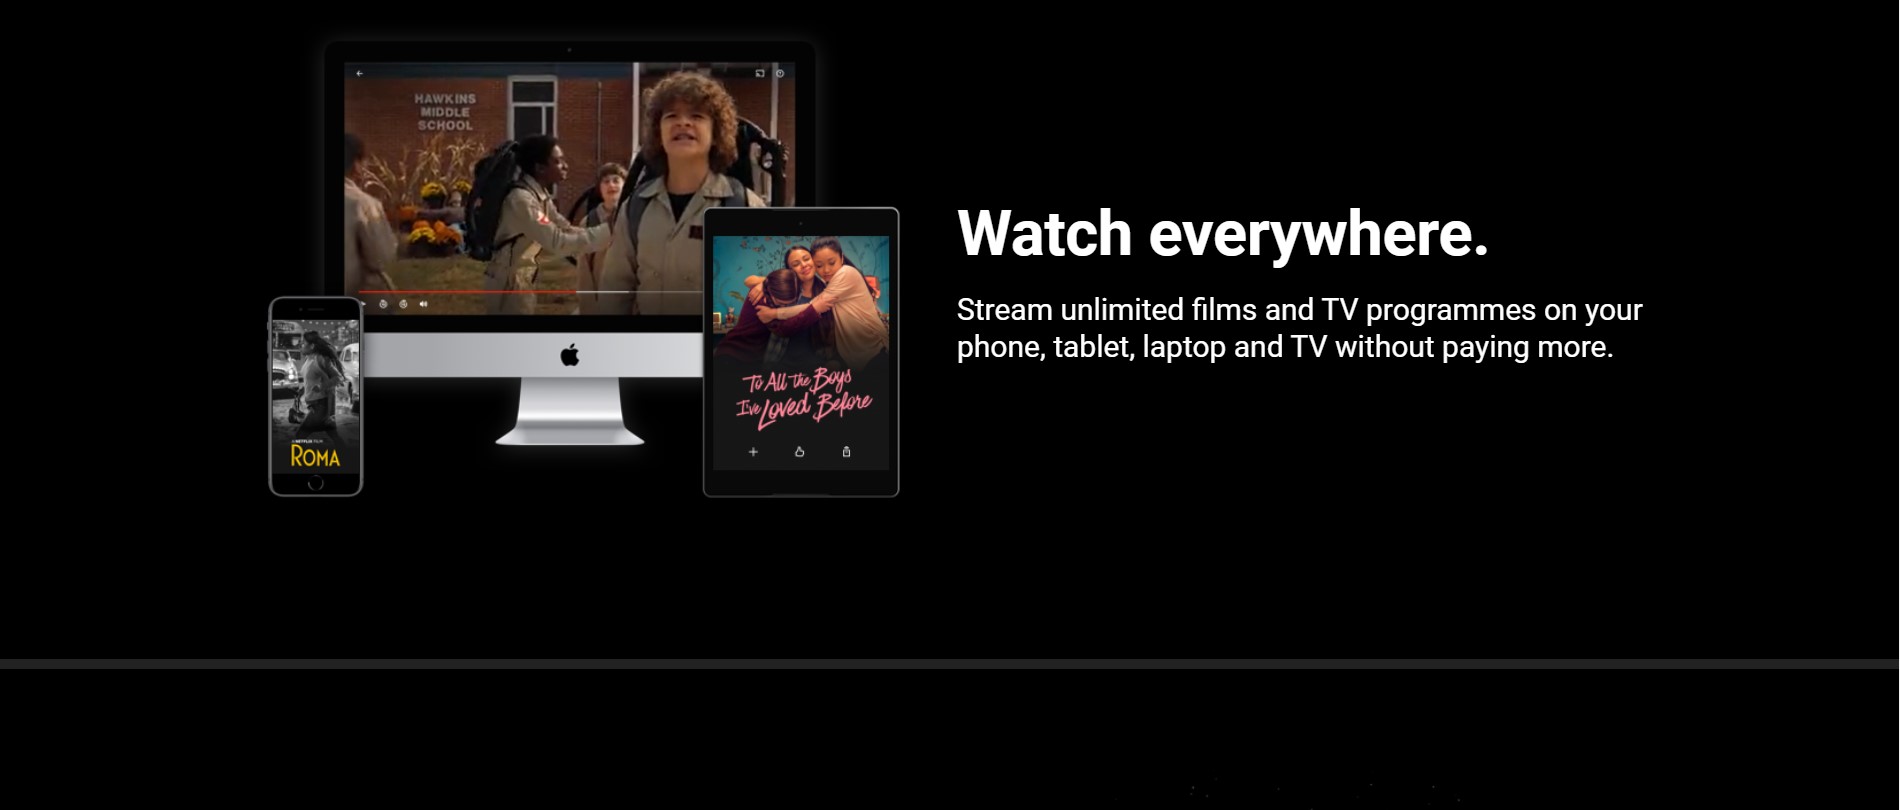 HAWKINS
MIDDLE
SCHOOL
Watch everywhere.
Stream unlimited films and TV programmes on your
phone, tablet, laptop and TV without paying more.
To All the Boys
I've Loved Before
A NETFLIX FILM
ROMA